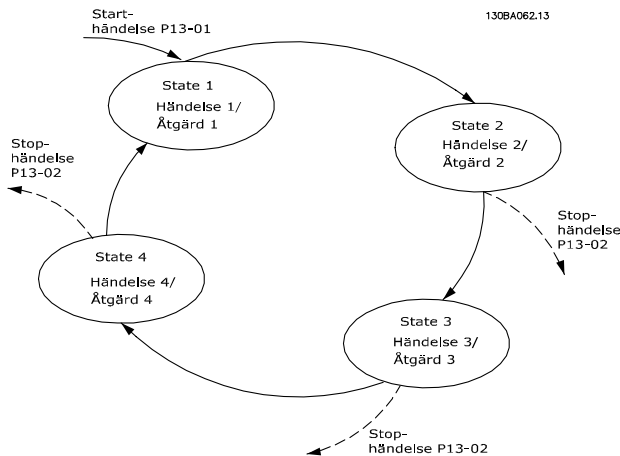 Start-
händelse P13-01
130BA062.13
State 1
Händelse 1/
Åtgärd 1
State 2
Händelse 2/
Åtgärd 2
Stop-
händelse
P13-02
Stop-
händelse
P13-02
State 4
Händelse 4/
Åtgärd 4
State 3
Händelse 3/
Åtgärd 3
Stop-
händelse P13-02